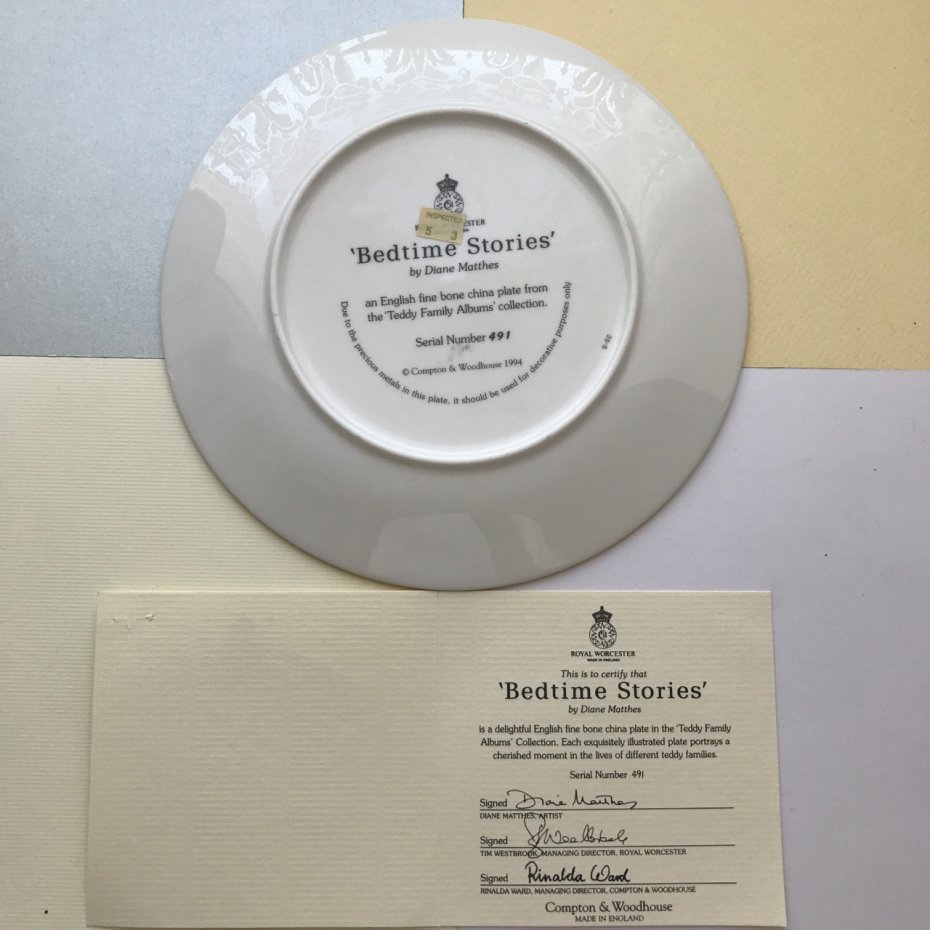 INSPECTED
5 3
'Bedtime Stories'
by Diane Matthes
an English fine bone china plate from
the 'Teddy Family Albums' collection.
Serial Number 491
© Compton & Woodhouse 1994
Due to the precious metals in this plate, it should be used for decorative purposes only
ROYAL WORCESTER
MADE IN ENGLAND
This is to certify that
'Bedtime Stories'
by Diane Matthes
is a delightful English fine bone china plate in the 'Teddy Family
Albums' Collection. Each exquisitely illustrated plate portrays a
cherished moment in the lives of different teddy families.
Serial Number 491
Signed Diane Matthes
DIANE MATTHES, ARTIST
Signed
TIM WESTBROOK, MANAGING DIRECTOR, ROYAL WORCESTER
Signed Rinalda Ward
RINALDA WARD, MANAGING DIRECTOR, COMPTON & WOODHOUSE
Compton & Woodhouse
MADE IN ENGLAND